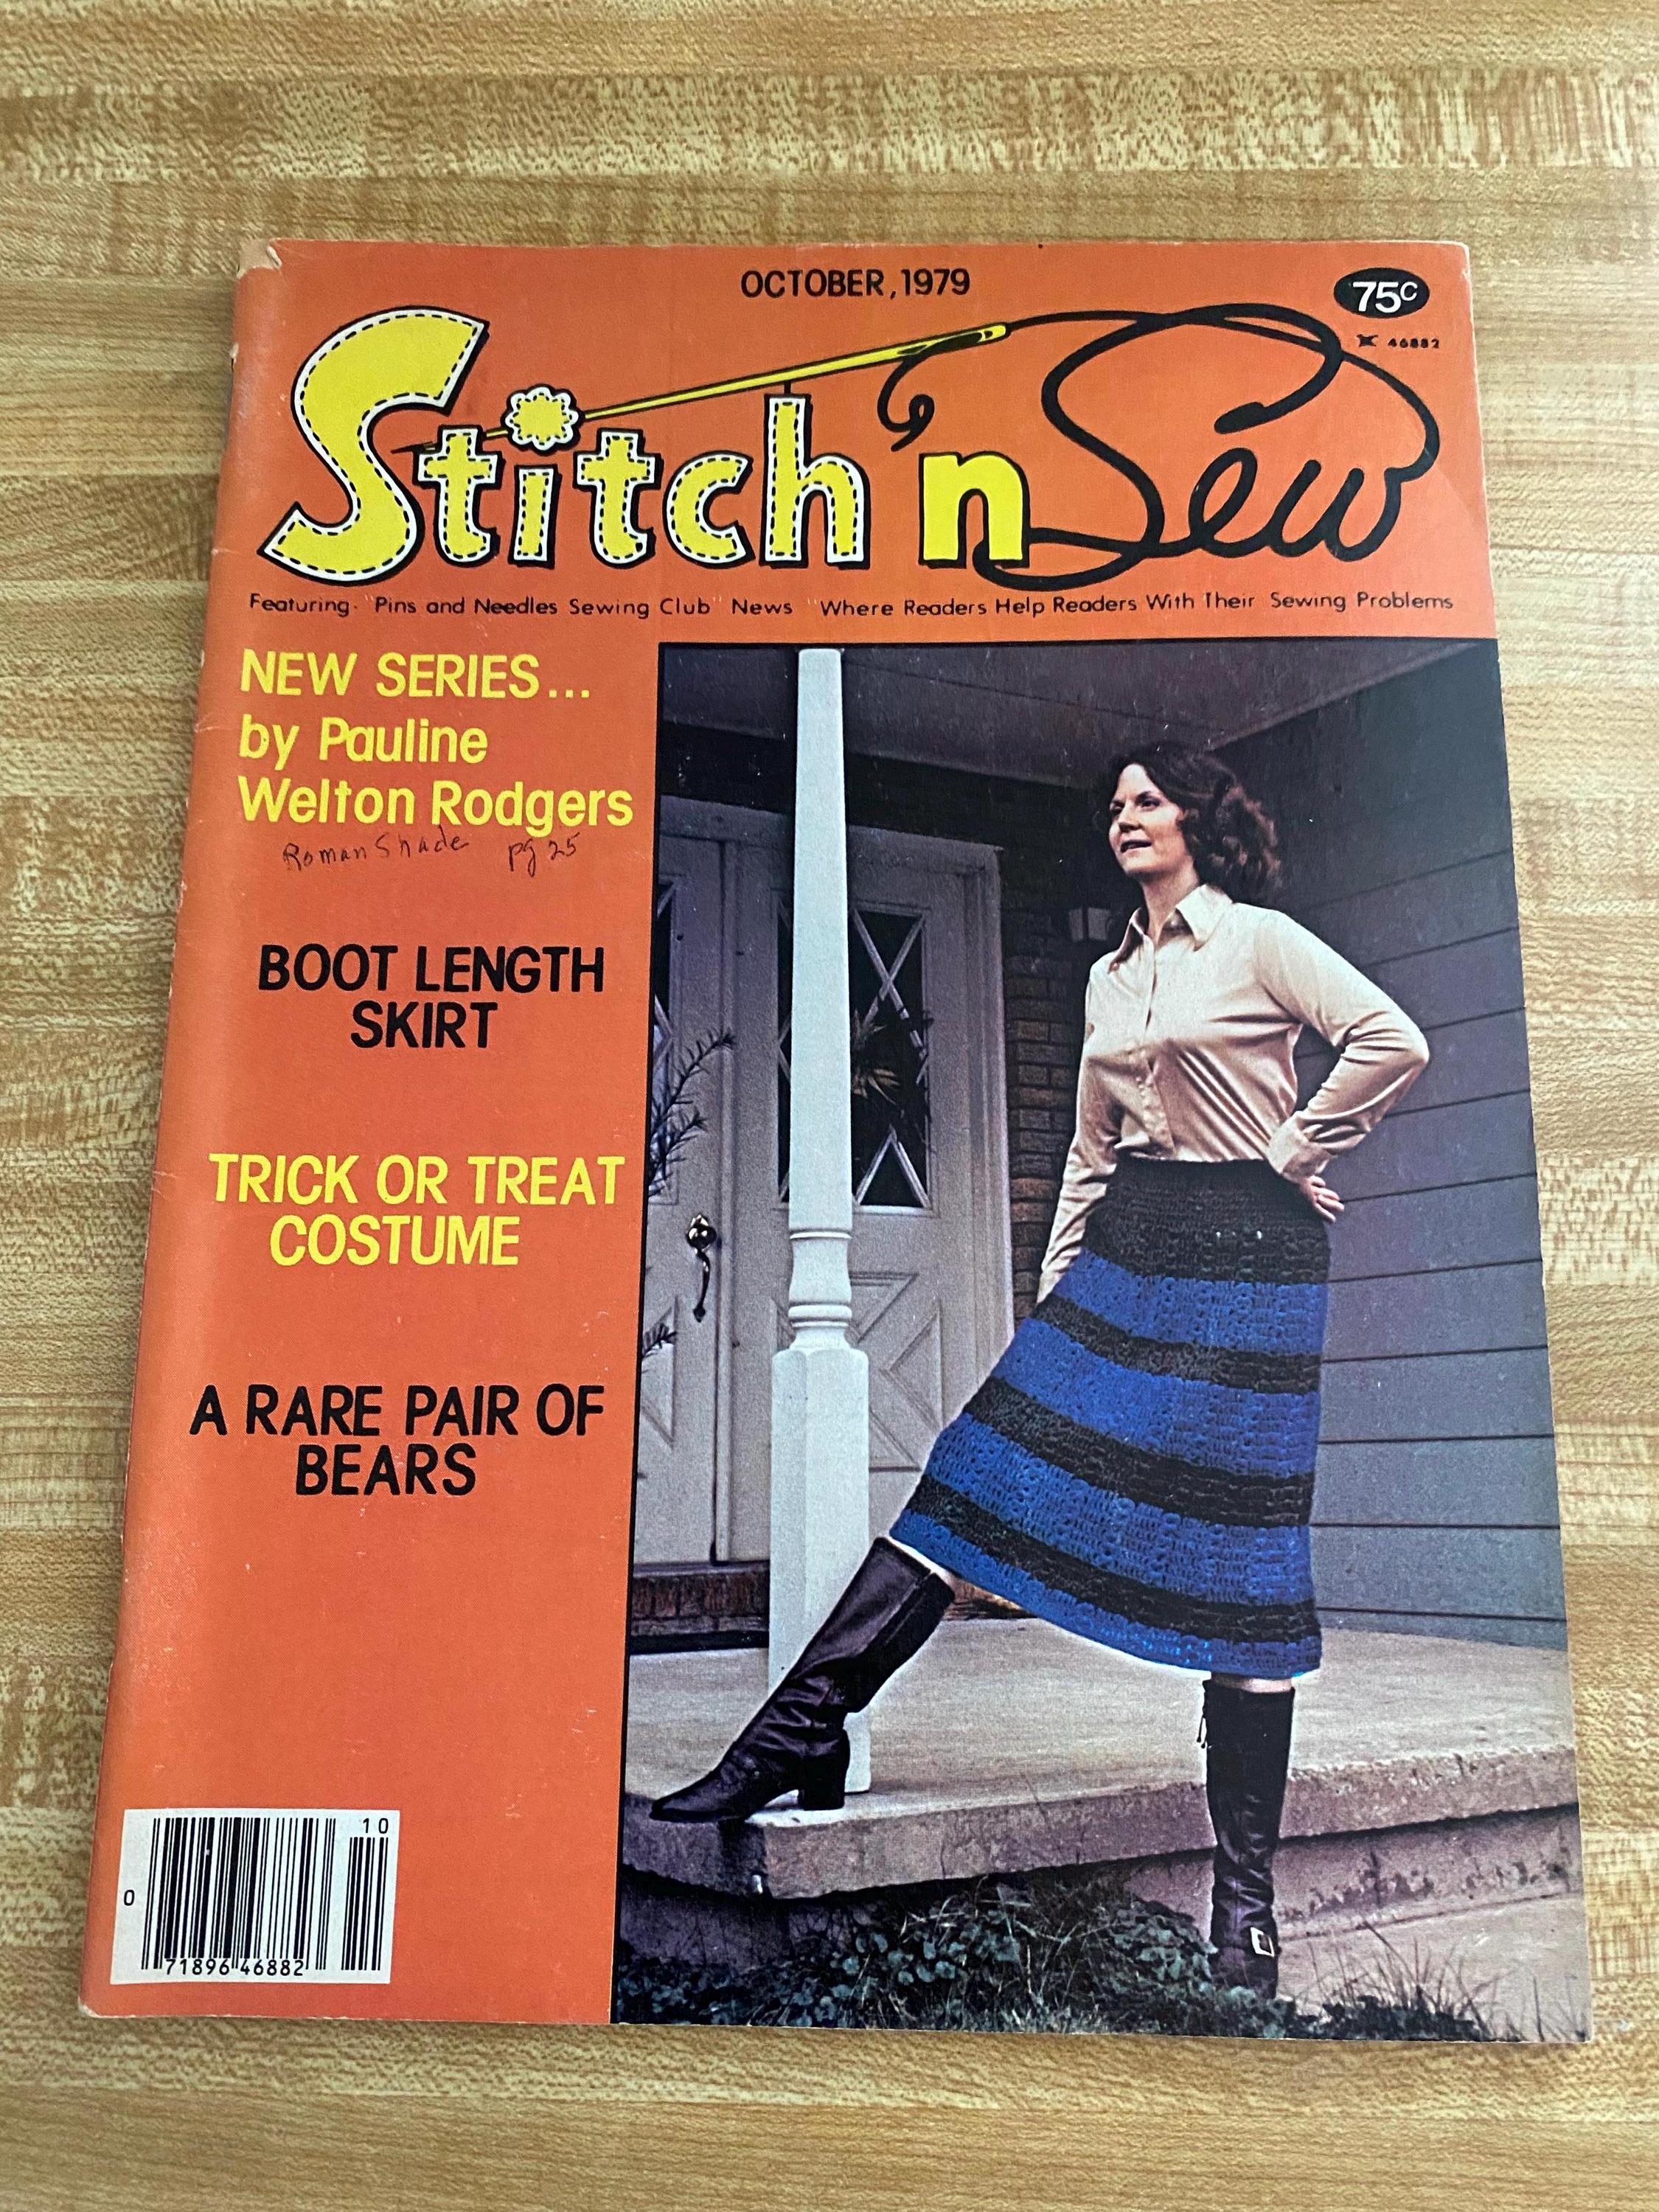 OCTOBER, 1979
75¢
46882
Stitch 'n Sew
Featuring· "Pins and Needles Sewing Club" News "Where Readers Help Readers With Their Sewing Problems
NEW SERIES...
by Pauline
Welton Rodgers
Roman Shade pg 25
BOOT LENGTH
SKIRT
TRICK OR TREAT
COSTUME
A RARE PAIR OF
BEARS
10
0
71896 46882